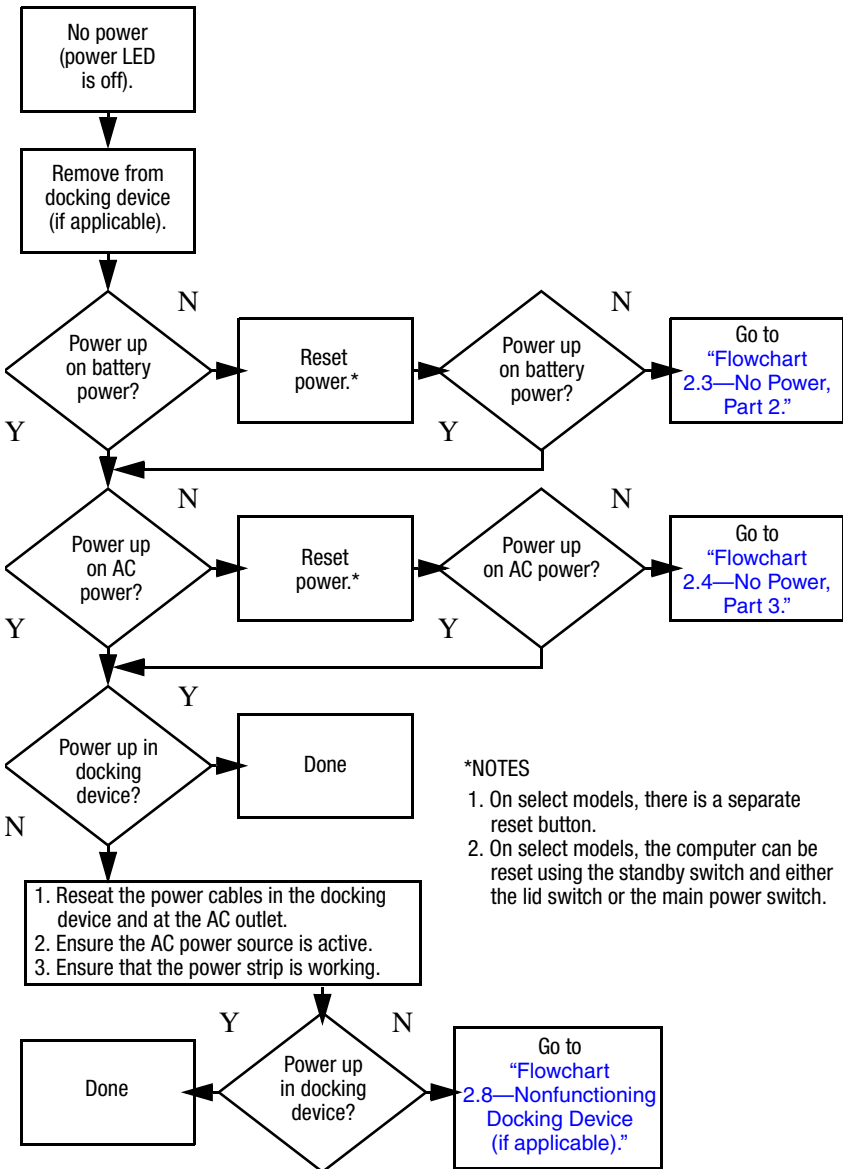 No power
(power LED
is off).
Remove from
docking device
(if applicable).
N
N
Power up
on battery
power?
Reset
power.*
Power up
on battery
power?
Go to
“Flowchart
2.3—No Power,
Part 2.”
Y
Y
N
N
Power up
on AC
power?
Reset
power.*
Power up
on AC power?
Go to
“Flowchart
2.4—No Power,
Part 3.”
Y
Y
Y
Power up in
docking
device?
Done
N
*NOTES
1. On select models, there is a separate
reset button.
2. On select models, the computer can be
reset using the standby switch and either
the lid switch or the main power switch.
1. Reseat the power cables in the docking
device and at the AC outlet.
2. Ensure the AC power source is active.
3. Ensure that the power strip is working.
Y
N
Done
Power up
in docking
device?
Go to
“Flowchart
2.8—Nonfunctioning
Docking Device
(if applicable).”